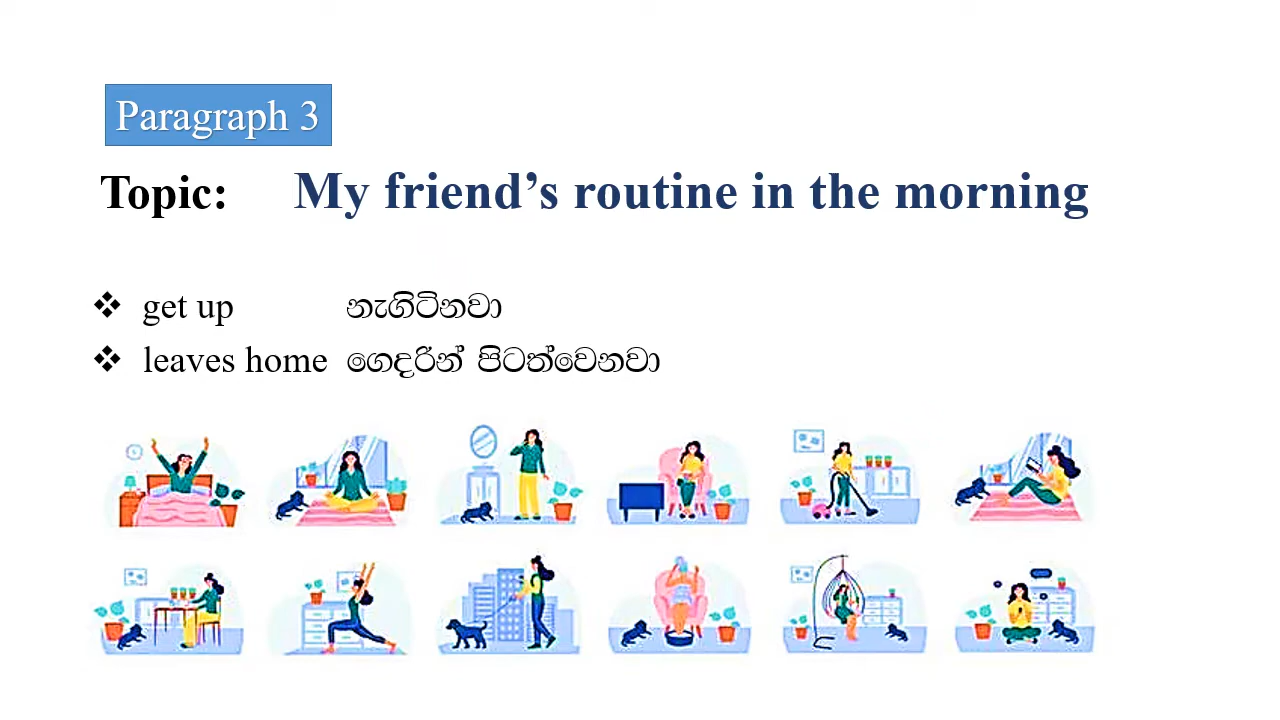 Paragraph 3
Topic: My friend’s routine in the morning
❖ get up නැගිටිනවා
❖ leaves home ගෙදරින් පිටත්වෙනවා